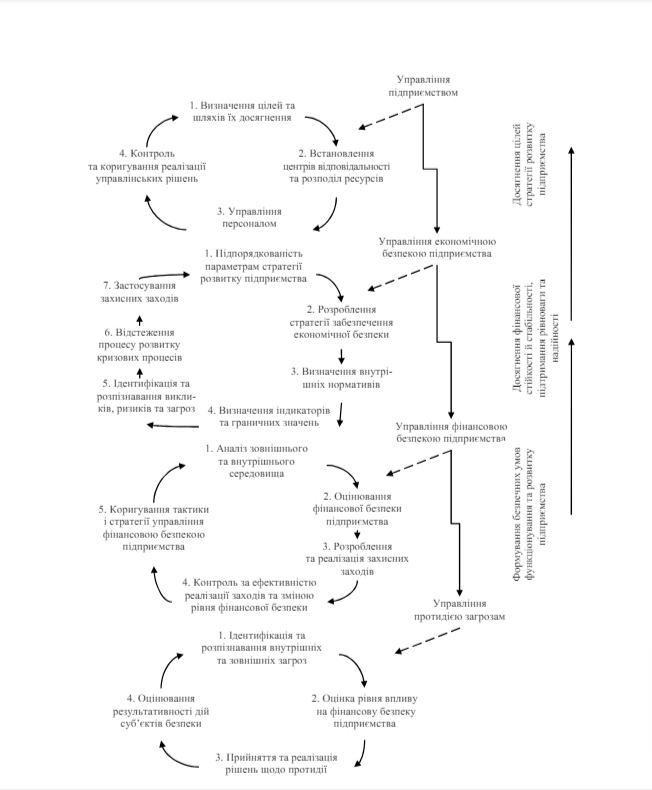 Управління
підприємством
1. Визначення цілей та
шляхів їх досягнення
4. Контроль
та коригування реалізації
управлінських рішень
2. Встановлення
центрів відповідальності
та розподіл ресурсів
3. Управління
персоналом
Досягнення цілей
стратегії розвитку
підприємства
Управління економічною
безпекою підприємства
1. Підпорядкованість
параметрам стратегії
розвитку підприємства
7. Застосування
захисних заходів
2. Розроблення
стратегії забезпечення
економічної безпеки
6. Відстеження
процесу розвитку
кризових процесів
3. Визначення внутрі-
шніх нормативів
5. Ідентифікація та
розпізнавання викли-
ків, ризиків та загроз
4. Визначення індикаторів
та граничних значень
Досягнення фінансової
стійкості й стабільності,
підтримання рівноваги та
надійності
Управління фінансовою
безпекою підприємства
1. Аналіз зовнішнього
та внутрішнього
середовища
2. Оцінювання
фінансової безпеки
підприємства
5. Коригування тактики
і стратегії управління
фінансовою безпекою
підприємства
3. Розроблення
та реалізація захисних
заходів
4. Контроль за ефективністю
реалізації заходів та зміною
рівня фінансової безпеки
Формування безпечних умов
функціонування та розвитку
підприємства
Управління
протидією загрозам
1. Ідентифікація та
розпізнавання внутрішніх
та зовнішніх загроз
4. Оцінювання
результативності дій
суб’єктів безпеки
2. Оцінка рівня впливу
на фінансову безпеку
підприємства
3. Прийняття та реалізація
рішень щодо протидії